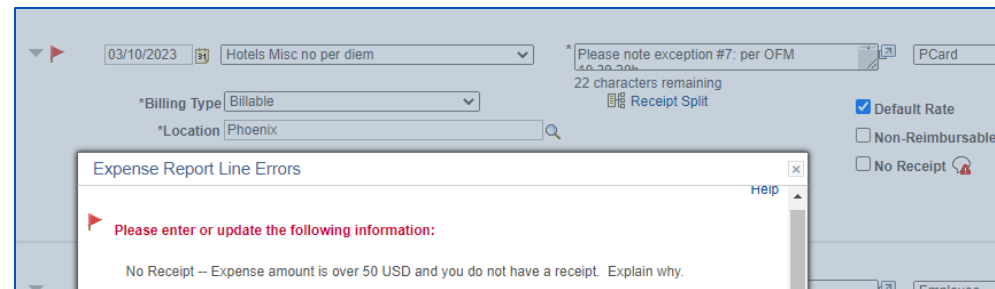 03/10/2023 31 Hotels Misc no per diem * Please note exception #7: per OFM PCard
22 characters remaining
*Billing Type Billable Receipt Split
Default Rate
*Location Phoenix
Non-Reimbursable
Expense Report Line Errors
No Receipt
Help
Please enter or update the following information:
No Receipt -- Expense amount is over 50 USD and you do not have a receipt. Explain why.